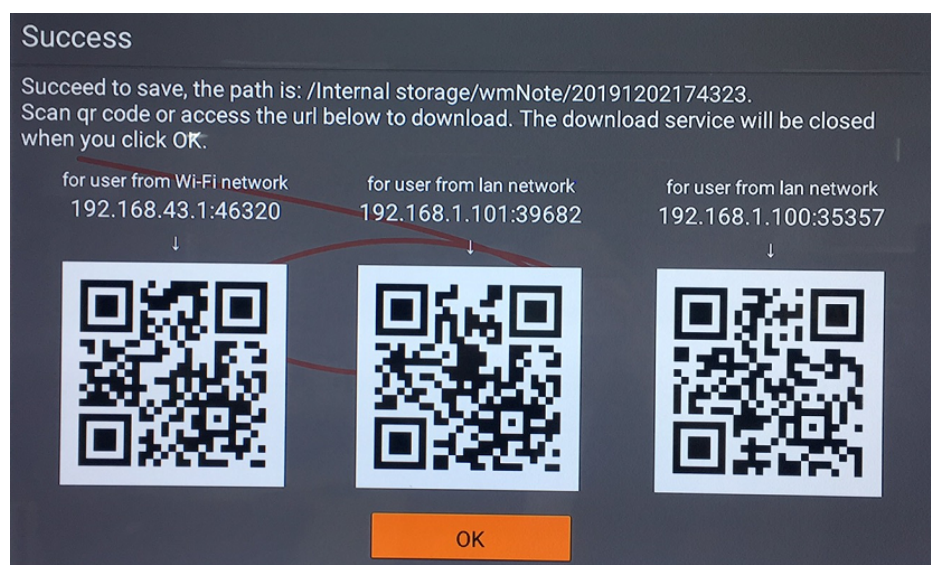 Success
Succeed to save, the path is: /Internal storage/wmNote/20191202174323.
Scan qr code or access the url below to download. The download service will be closed
when you click OK.
for user from Wi-Fi network
192.168.43.1:46320
↓
for user from lan network
192.168.1.101:39682
↓
for user from lan network
192.168.1.100:35357
↓
OK